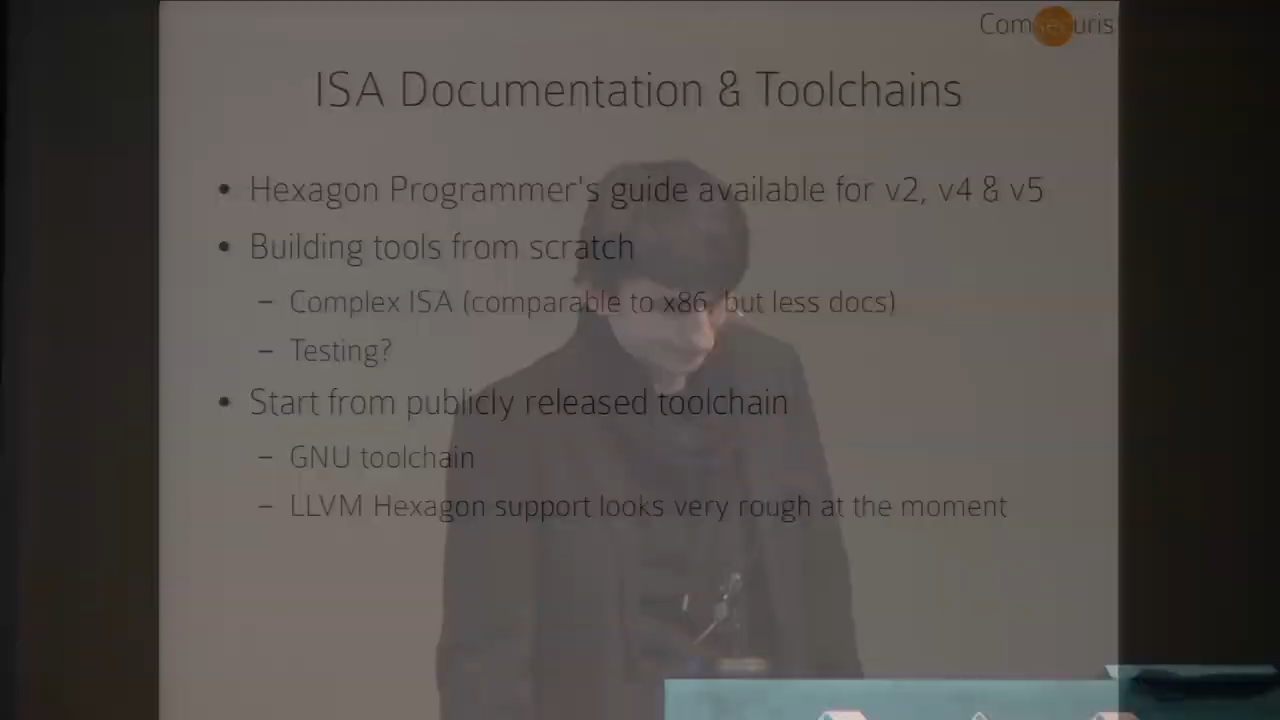 Comsecuris
ISA Documentation & Toolchains
• Hexagon Programmer's guide available for v2, v4 & v5
• Building tools from scratch
– Complex ISA (comparable to x86, but less docs)
– Testing?
• Start from publicly released toolchain
– GNU toolchain
– LLVM Hexagon support looks very rough at the moment